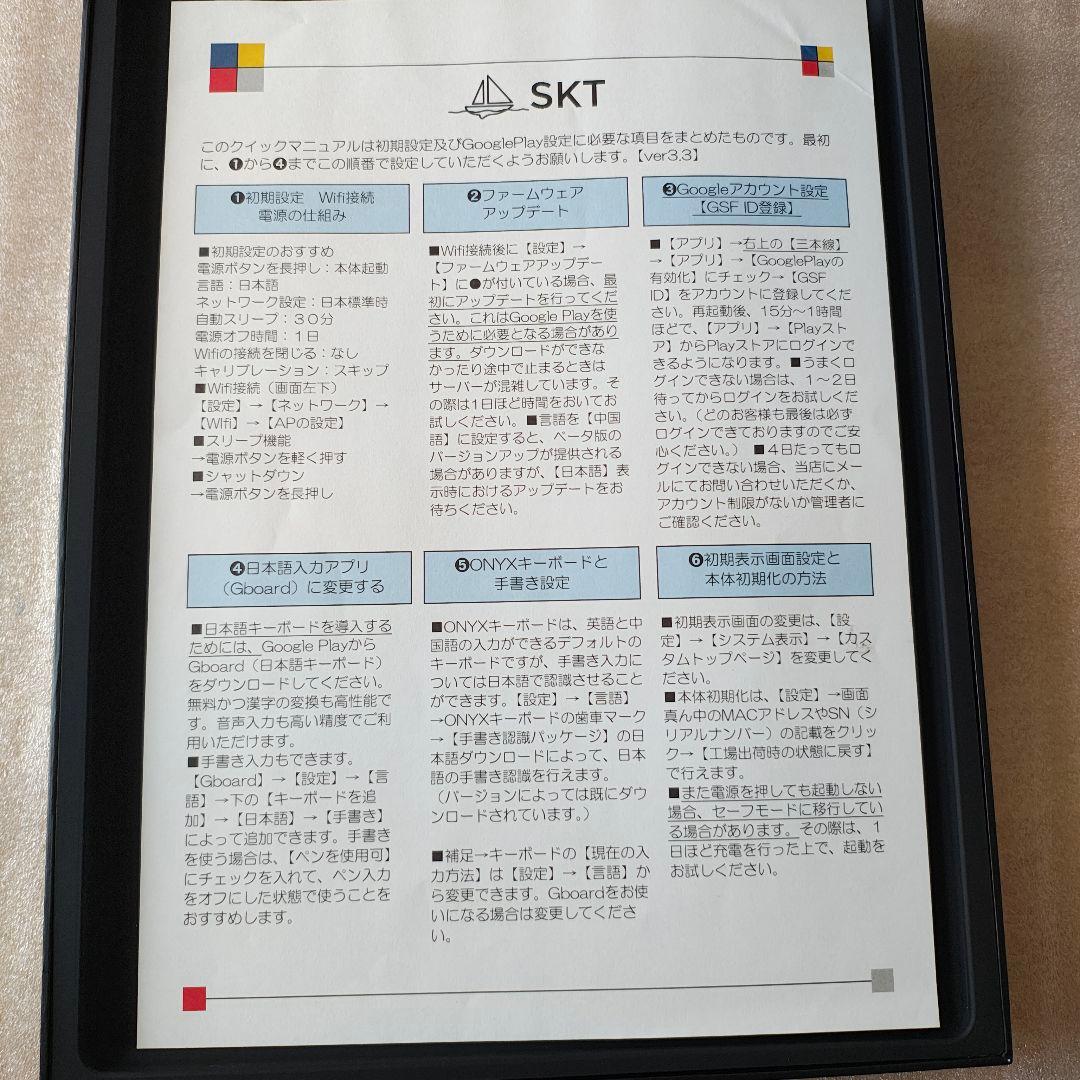 SKT
このクイックマニュアルは初期設定及びGooglePlay設定に必要な項目をまとめたものです。最初
に、❶から❹までこの順番で設定していただくようお願いします。【ver3.3】
❶初期設定　Wifi接続
電源の仕組み
■初期設定のおすすめ
電源ボタンを長押し：本体起動
言語：日本語
ネットワーク設定：日本標準時
自動スリープ：３０分
電源オフ時間：１日
Wifiの接続を閉じる：なし
キャリブレーション：スキップ
■Wifi接続（画面左下）
【設定】→【ネットワーク】→
【WIfi】→【APの設定】
■スリープ機能
→電源ボタンを軽く押す
■シャットダウン
→電源ボタンを長押し
❷ファームウェア
アップデート
■Wifi接続後に【設定】→
【ファームウェアアップデー
ト】に●が付いている場合、最
初にアップデートを行ってくだ
さい。これはGoogle Playを使
うために必要となる場合があり
ます。ダウンロードができな
かったり途中で止まるときは
サーバーが混雑しています。そ
の際は1日ほど時間をおいてお
試しください。■言語を【中国
語】に設定すると、ベータ版の
バージョンアップが提供される
場合がありますが、【日本語】表
示時におけるアップデートをお
待ちください。
❸Googleアカウント設定
【GSF ID登録】
■【アプリ】→右上の【三本線】
→【アプリ】→【GooglePlayの
有効化】にチェック→【GSF
ID】をアカウントに登録してくだ
さい。再起動後、15分～1時間
ほどで、【アプリ】→【Playスト
ア】からPlayストアにログインで
きるようになります。■うまくロ
グインできない場合は、１～２日
待ってからログインをお試しくだ
さい。（どのお客様も最後は必ず
ログインできておりますのでご安
心ください。）■４日たってもロ
グインできない場合、当店にメー
ルにてお問い合わせいただくか、
アカウント制限がないか管理者に
ご確認ください。
❹日本語入力アプリ
（Gboard）に変更する
■日本語キーボードを導入する
ためには、Google Playから
Gboard（日本語キーボード）
をダウンロードしてください。
無料かつ漢字の変換も高性能で
す。音声入力も高い精度でご利
用いただけます。
■手書き入力もできます。
【Gboard】→【設定】→【言
語】→下の【キーボードを追
加】→【日本語】→【手書き】
によって追加できます。手書き
を使う場合は、【ペンを使用可】
にチェックを入れて、ペン入力
をオフにした状態で使うことを
おすすめします。
❺ONYXキーボードと
手書き設定
■ONYXキーボードは、英語と中
国語の入力ができるデフォルトの
キーボードですが、手書き入力に
ついては日本語で認識させること
ができます。【設定】→【言語】
→ONYXキーボードの歯車マーク
→【手書き認識パッケージ】の日
本語ダウンロードによって、日本
語の手書き認識を行えます。
（バージョンによっては既にダウ
ンロードされています。）
■補足→キーボードの【現在の入
力方法】は【設定】→【言語】か
ら変更できます。Gboardをお使
いになる場合は変更してくださ
い。
❻初期表示画面設定と
本体初期化の方法
■初期表示画面の変更は、【設
定】→【システム表示】→【カス
タムトップページ】を変更してく
ださい。
■本体初期化は、【設定】→画面
真ん中のMACアドレスやSN（シ
リアルナンバー）の記載をクリッ
ク→【工場出荷時の状態に戻す】
で行えます。
■また電源を押しても起動しない
場合、セーフモードに移行してい
る場合があります。その際は、１
日ほど充電を行った上で、起動を
お試しください。